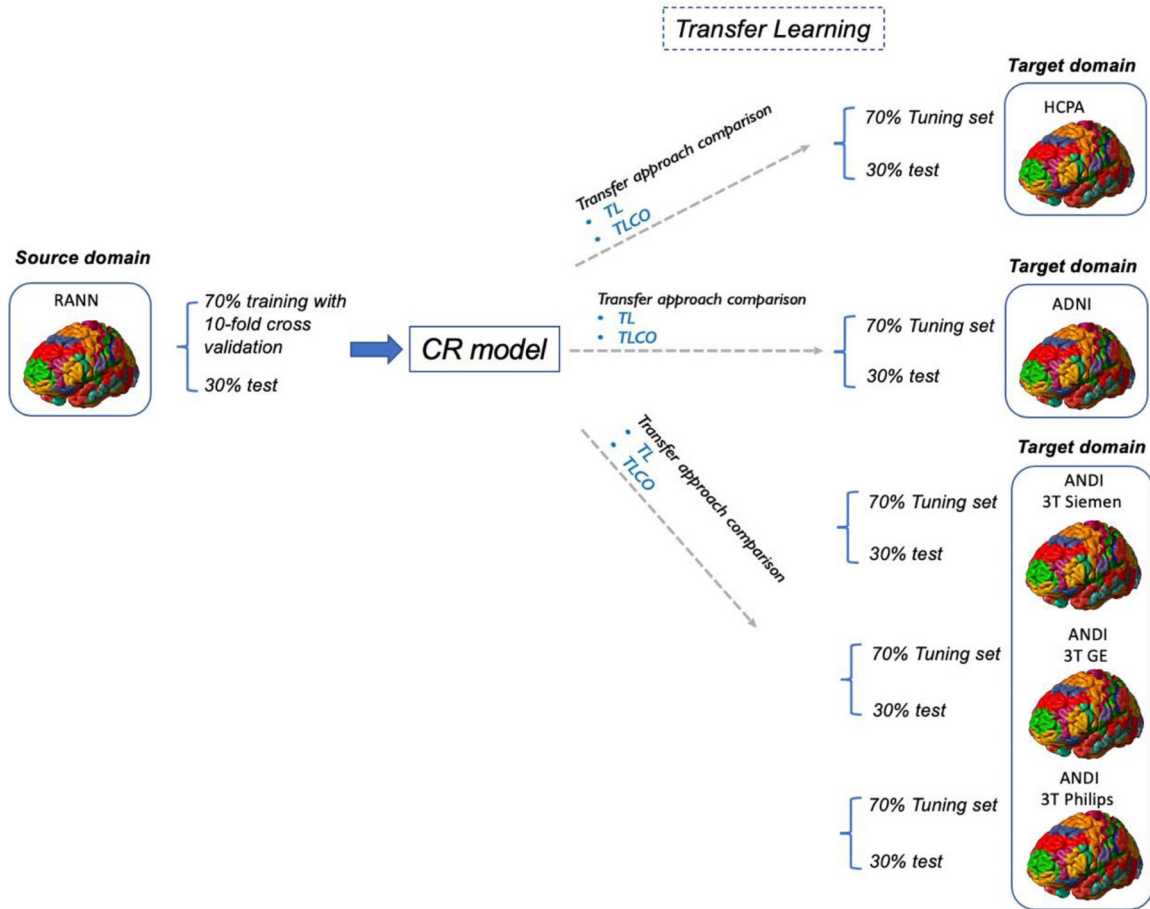 Transfer Learning
Source domain
RANN
70% training with
10-fold cross
validation
30% test
CR model
Transfer approach comparison
• TL
• TLCO
70% Tuning set
30% test
Target domain
HCPA
Transfer approach comparison
• TL
• TLCO
70% Tuning set
30% test
Target domain
ADNI
Transfer approach comparison
• TL
• TLCO
Target domain
70% Tuning set
30% test
ANDI
3T Siemen
70% Tuning set
30% test
ANDI
3T GE
70% Tuning set
30% test
ANDI
3T Philips